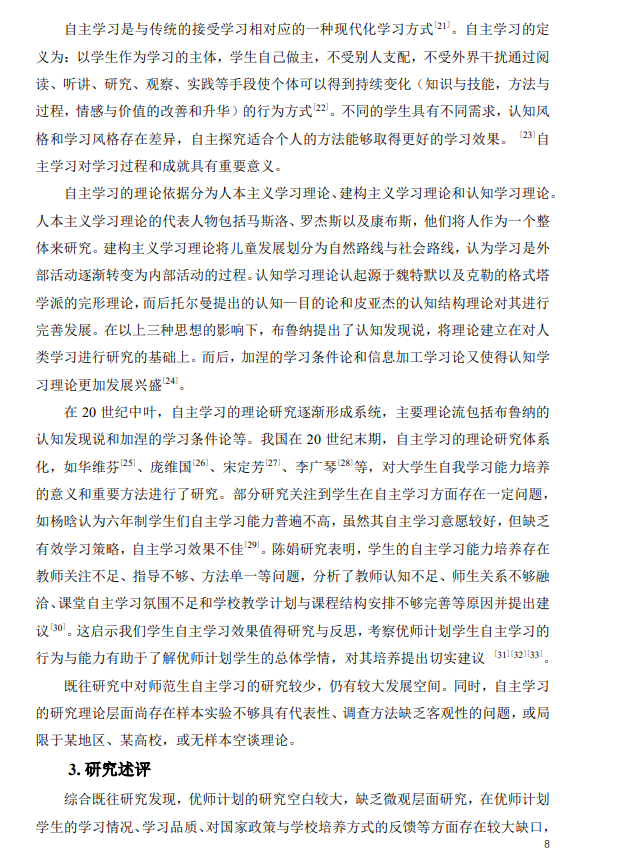 自主学习是与传统的接受学习相对应的一种现代化学习方式[21]。自主学习的定
义为：以学生作为学习的主体，学生自己做主，不受别人支配，不受外界干扰通过阅
读、听讲、研究、观察、实践等手段使个体可以得到持续变化（知识与技能，方法与
过程，情感与价值的改善和升华）的行为方式[22]。不同的学生具有不同需求，认知风
格和学习风格存在差异，自主探究适合个人的方法能够取得更好的学习效果。 [23]自
主学习对学习过程和成就具有重要意义。
自主学习的理论依据分为人本主义学习理论、建构主义学习理论和认知学习理论。
人本主义学习理论的代表人物包括马斯洛、罗杰斯以及康布斯，他们将人作为一个整
体来研究。建构主义学习理论将儿童发展划分为自然路线与社会路线，认为学习是外
部活动逐渐转变为内部活动的过程。认知学习理论认起源于魏特默以及克勒的格式塔
学派的完形理论，而后托尔曼提出的认知—目的论和皮亚杰的认知结构理论对其进行
完善发展。在以上三种思想的影响下，布鲁纳提出了认知发现说，将理论建立在对人
类学习进行研究的基础上。而后，加涅的学习条件论和信息加工学习论又使得认知学
习理论更加发展兴盛[24]。
在 20 世纪中叶，自主学习的理论研究逐渐形成系统，主要理论流包括布鲁纳的
认知发现说和加涅的学习条件论等。我国在 20 世纪末期，自主学习的理论研究体系
化，如华维芬[25]、庞维国[26]、宋定芳[27]、李广琴[28]等，对大学生自我学习能力培养
的意义和重要方法进行了研究。部分研究关注到学生在自主学习方面存在一定问题，
如杨晗认为六年制学生们自主学习能力普遍不高，虽然其自主学习意愿较好，但缺乏
有效学习策略，自主学习效果不佳[29]。陈娟研究表明，学生的自主学习能力培养存在
教师关注不足、指导不够、方法单一等问题，分析了教师认知不足、师生关系不够融
洽、课堂自主学习氛围不足和学校教学计划与课程结构安排不够完善等原因并提出建
议[30]。这启示我们学生自主学习效果值得研究与反思，考察优师计划学生自主学习的
行为与能力有助于了解优师计划学生的总体学情，对其培养提出切实建议 [31][32][33]。
既往研究中对师范生自主学习的研究较少，仍有较大发展空间。同时，自主学习
的研究理论层面尚存在样本实验不够具有代表性、调查方法缺乏客观性的问题，或局
限于某地区、某高校，或无样本空谈理论。
3. 研究述评
综合既往研究发现，优师计划的研究空白较大，缺乏微观层面研究，在优师计划
学生的学习情况、学习品质、对国家政策与学校培养方式的反馈等方面存在较大缺口，
8